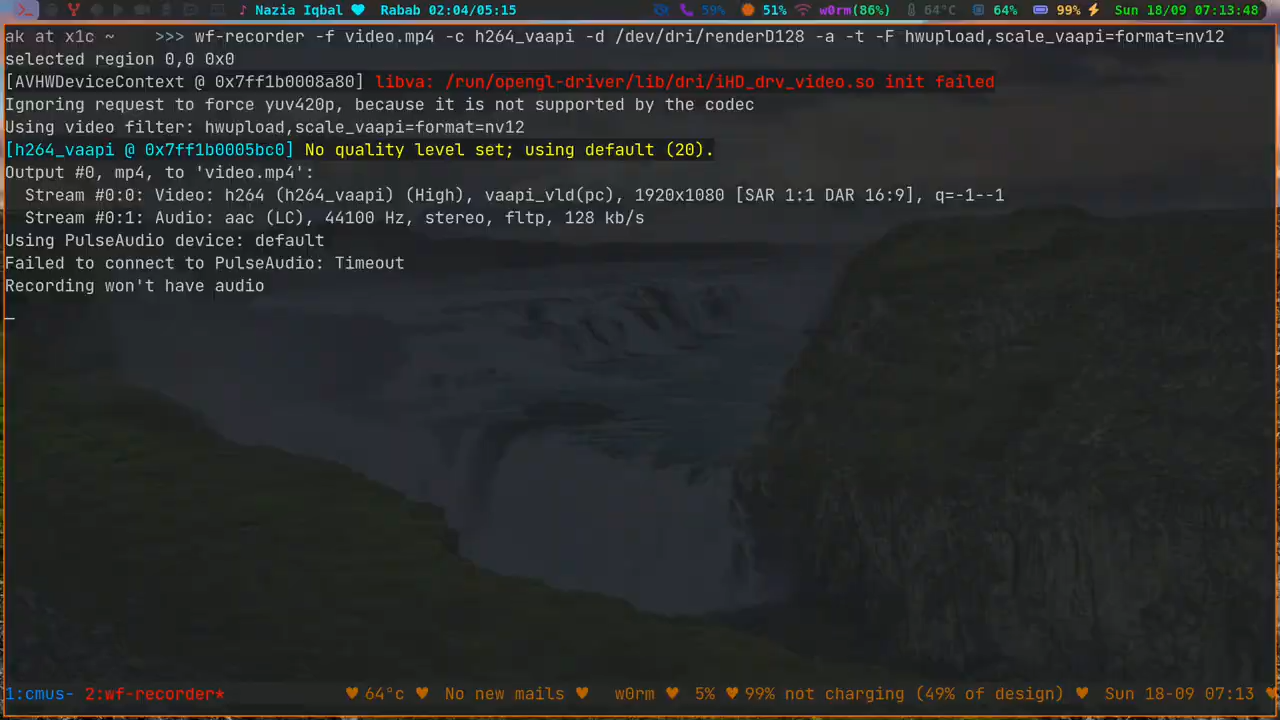 ♪ Nazia Iqbal ♥ Rabab 02:04/05:15 59% 51% w0rm(86%) 64°C 64% 99% Sun 18/09 07:13:48
ak at x1c ~ >>> wf-recorder -f video.mp4 -c h264_vaapi -d /dev/dri/renderD128 -a -t -F hwupload,scale_vaapi=format=nv12
selected region 0,0 0x0
[AVHWDeviceContext @ 0x7ff1b0008a80] libva: /run/opengl-driver/lib/dri/iHD_drv_video.so init failed
Ignoring request to force yuv420p, because it is not supported by the codec
Using video filter: hwupload,scale_vaapi=format=nv12
[h264_vaapi @ 0x7ff1b0005bc0] No quality level set; using default (20).
Output #0, mp4, to 'video.mp4':
  Stream #0:0: Video: h264 (h264_vaapi) (High), vaapi_vld(pc), 1920x1080 [SAR 1:1 DAR 16:9], q=-1--1
  Stream #0:1: Audio: aac (LC), 44100 Hz, stereo, fltp, 128 kb/s
Using PulseAudio device: default
Failed to connect to PulseAudio: Timeout
Recording won't have audio
1:cmus- 2:wf-recorder* ♥ 64°c ♥ No new mails ♥ w0rm ♥ 5% ♥ 99% not charging (49% of design) ♥ Sun 18-09 07:13 ♥